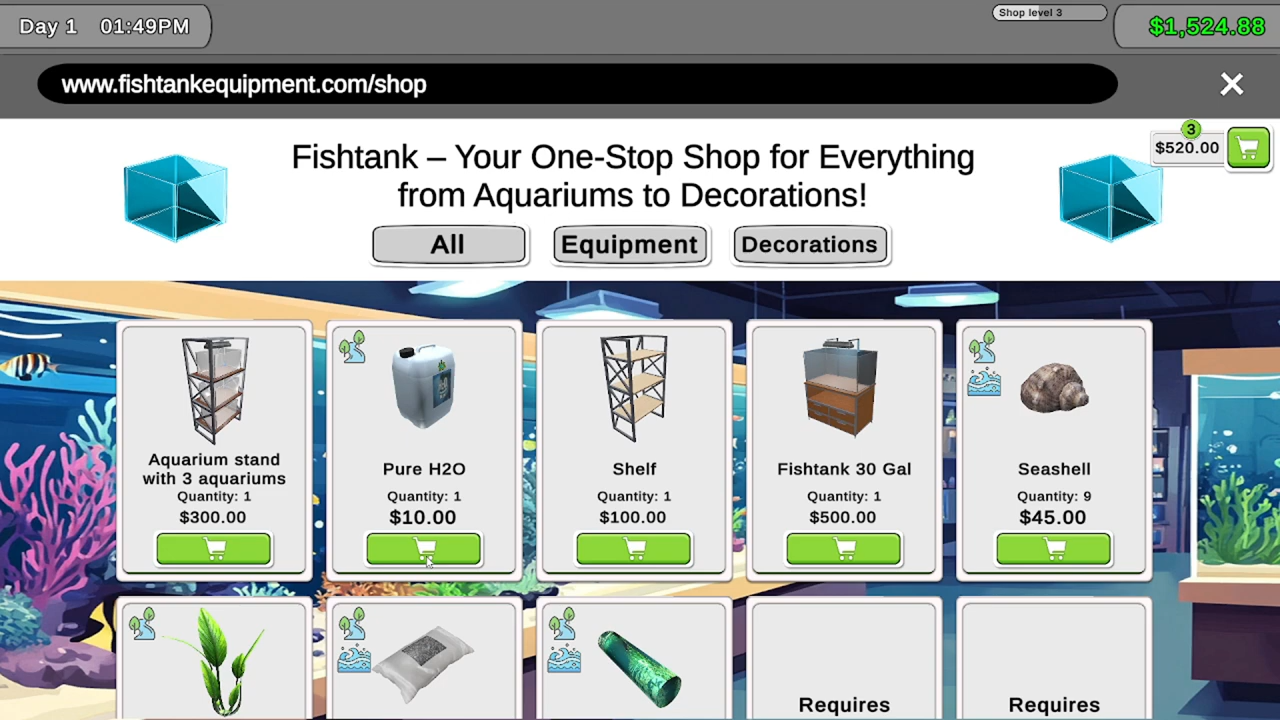 Day 1 01:49PM
Shop level 3
$1,524.88
www.fishtankequipment.com/shop
Fishtank – Your One-Stop Shop for Everything
from Aquariums to Decorations!
3
$520.00
All
Equipment
Decorations
Aquarium stand
with 3 aquariums
Quantity: 1
$300.00
Pure H2O
Quantity: 1
$10.00
Shelf
Quantity: 1
$100.00
Fishtank 30 Gal
Quantity: 1
$500.00
Seashell
Quantity: 9
$45.00
Requires
Requires